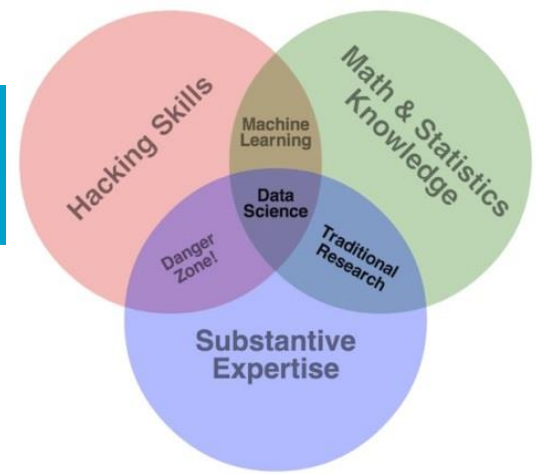 Hacking Skills
Math & Statistics
Knowledge
Machine
Learning
Data
Science
Danger
Zone!
Traditional
Research
Substantive
Expertise